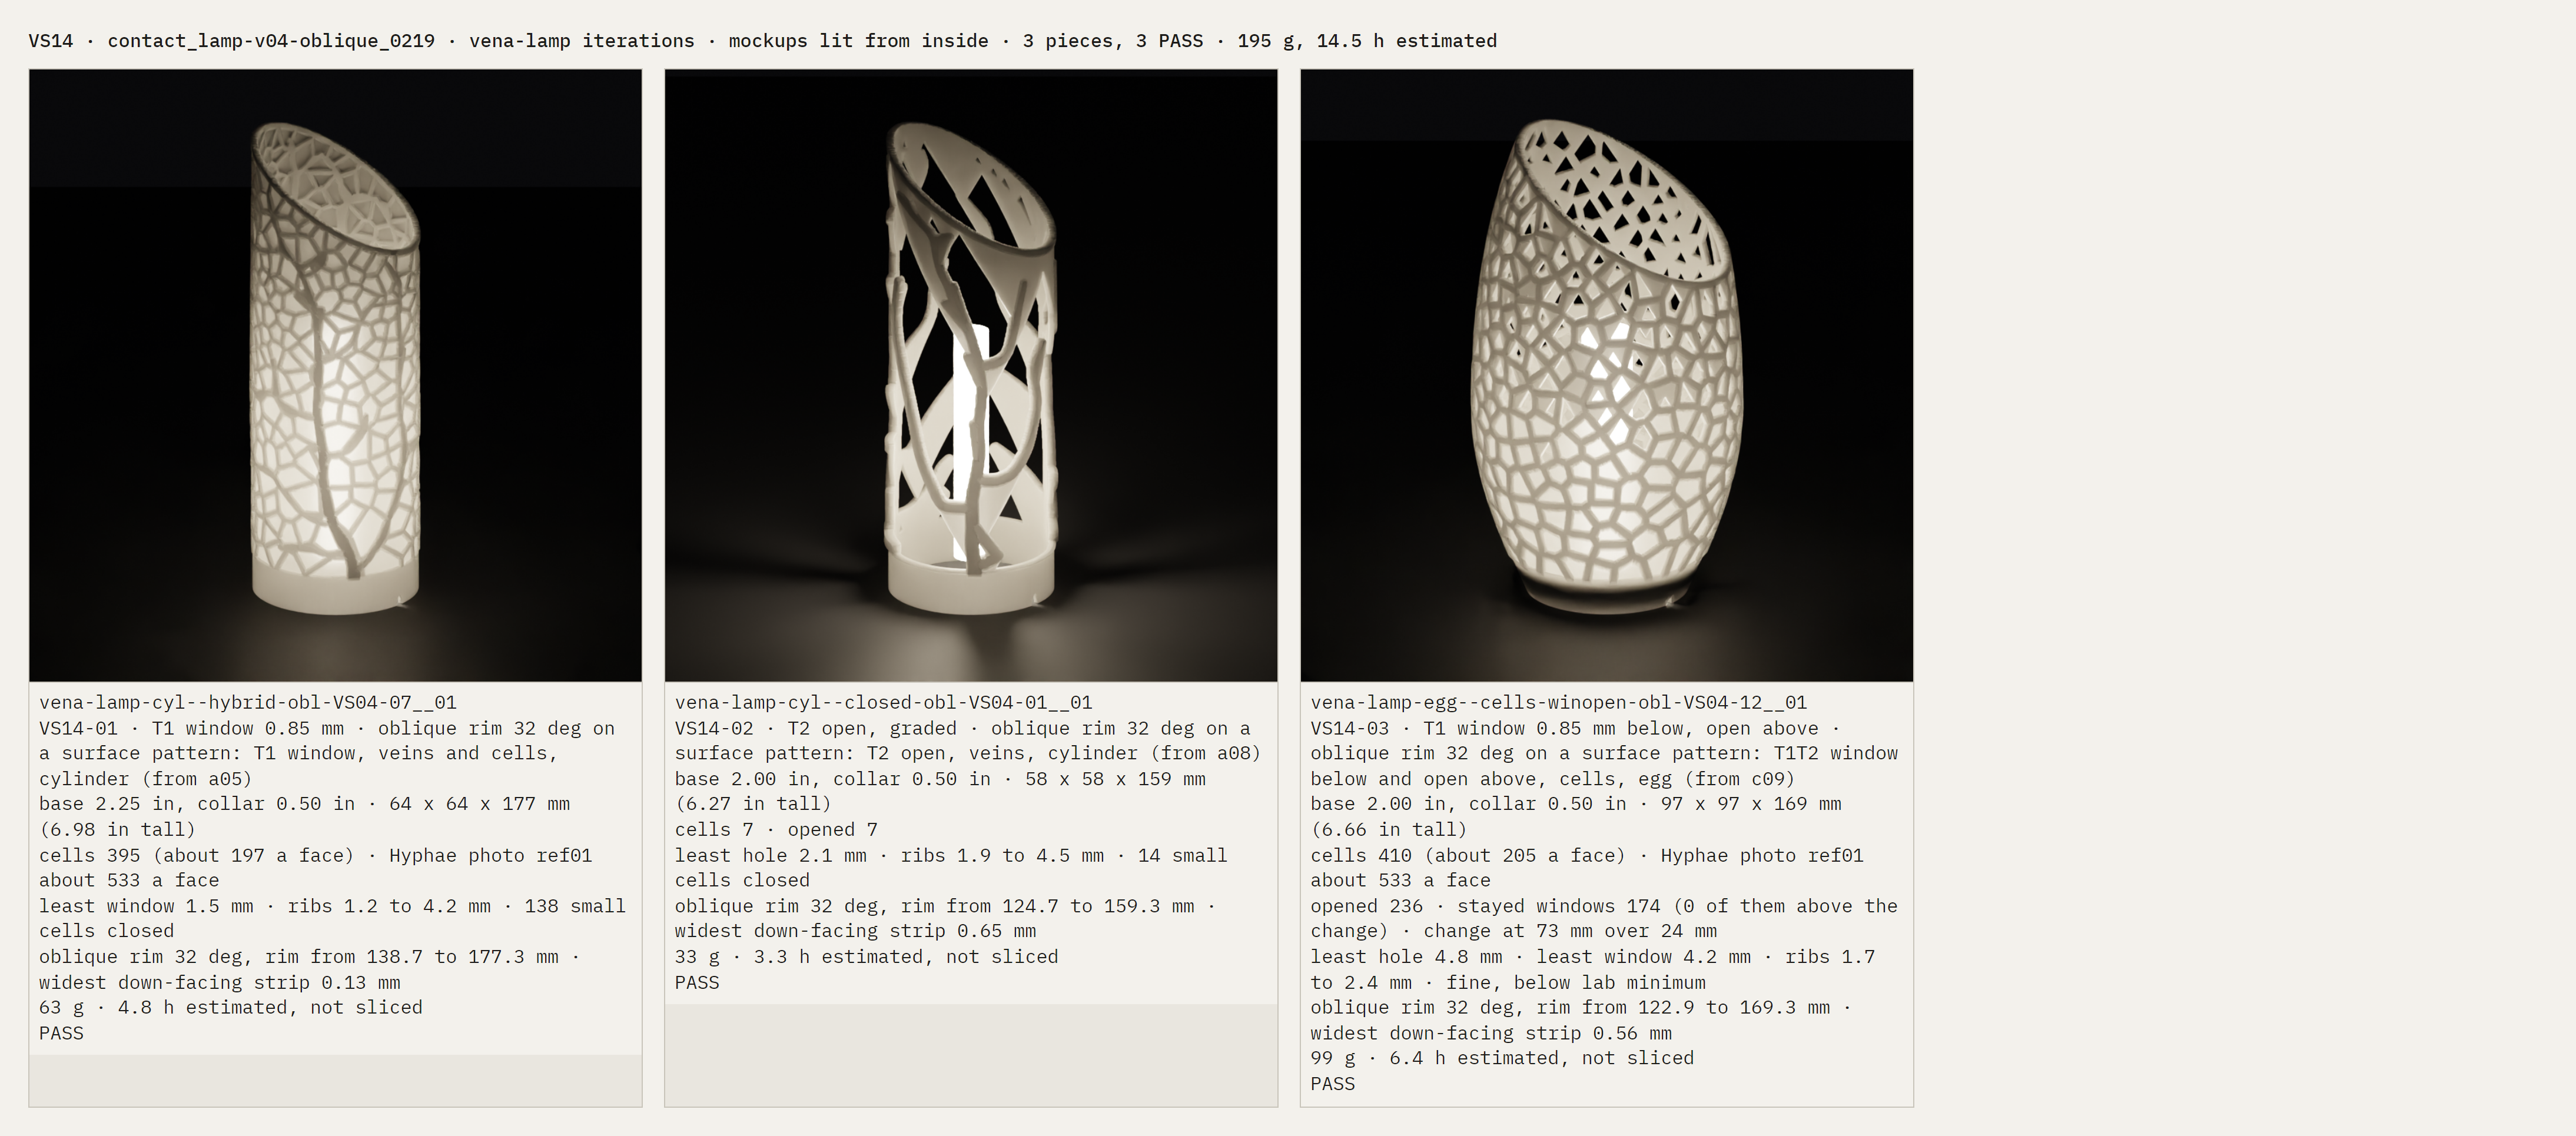 VS14 · contact_lamp-v04-oblique_0219 · vena-lamp iterations · mockups lit from inside · 3 pieces, 3 PASS · 195 g, 14.5 h estimated
vena-lamp-cyl--hybrid-obl-VS04-07__01
VS14-01 · T1 window 0.85 mm · oblique rim 32 deg on
a surface pattern: T1 window, veins and cells,
cylinder (from a05)
base 2.25 in, collar 0.50 in · 64 x 64 x 177 mm
(6.98 in tall)
cells 395 (about 197 a face) · Hyphae photo ref01
about 533 a face
least window 1.5 mm · ribs 1.2 to 4.2 mm · 138 small
cells closed
oblique rim 32 deg, rim from 138.7 to 177.3 mm ·
widest down-facing strip 0.13 mm
63 g · 4.8 h estimated, not sliced
PASS
vena-lamp-cyl--closed-obl-VS04-01__01
VS14-02 · T2 open, graded · oblique rim 32 deg on a
surface pattern: T2 open, veins, cylinder (from a08)
base 2.00 in, collar 0.50 in · 58 x 58 x 159 mm
(6.27 in tall)
cells 7 · opened 7
least hole 2.1 mm · ribs 1.9 to 4.5 mm · 14 small
cells closed
oblique rim 32 deg, rim from 124.7 to 159.3 mm ·
widest down-facing strip 0.65 mm
33 g · 3.3 h estimated, not sliced
PASS
vena-lamp-egg--cells-winopen-obl-VS04-12__01
VS14-03 · T1 window 0.85 mm below, open above ·
oblique rim 32 deg on a surface pattern: T1T2 window
below and open above, cells, egg (from c09)
base 2.00 in, collar 0.50 in · 97 x 97 x 169 mm
(6.66 in tall)
cells 410 (about 205 a face) · Hyphae photo ref01
about 533 a face
opened 236 · stayed windows 174 (0 of them above the
change) · change at 73 mm over 24 mm
least hole 4.8 mm · least window 4.2 mm · ribs 1.7
to 2.4 mm · fine, below lab minimum
oblique rim 32 deg, rim from 122.9 to 169.3 mm ·
widest down-facing strip 0.56 mm
99 g · 6.4 h estimated, not sliced
PASS